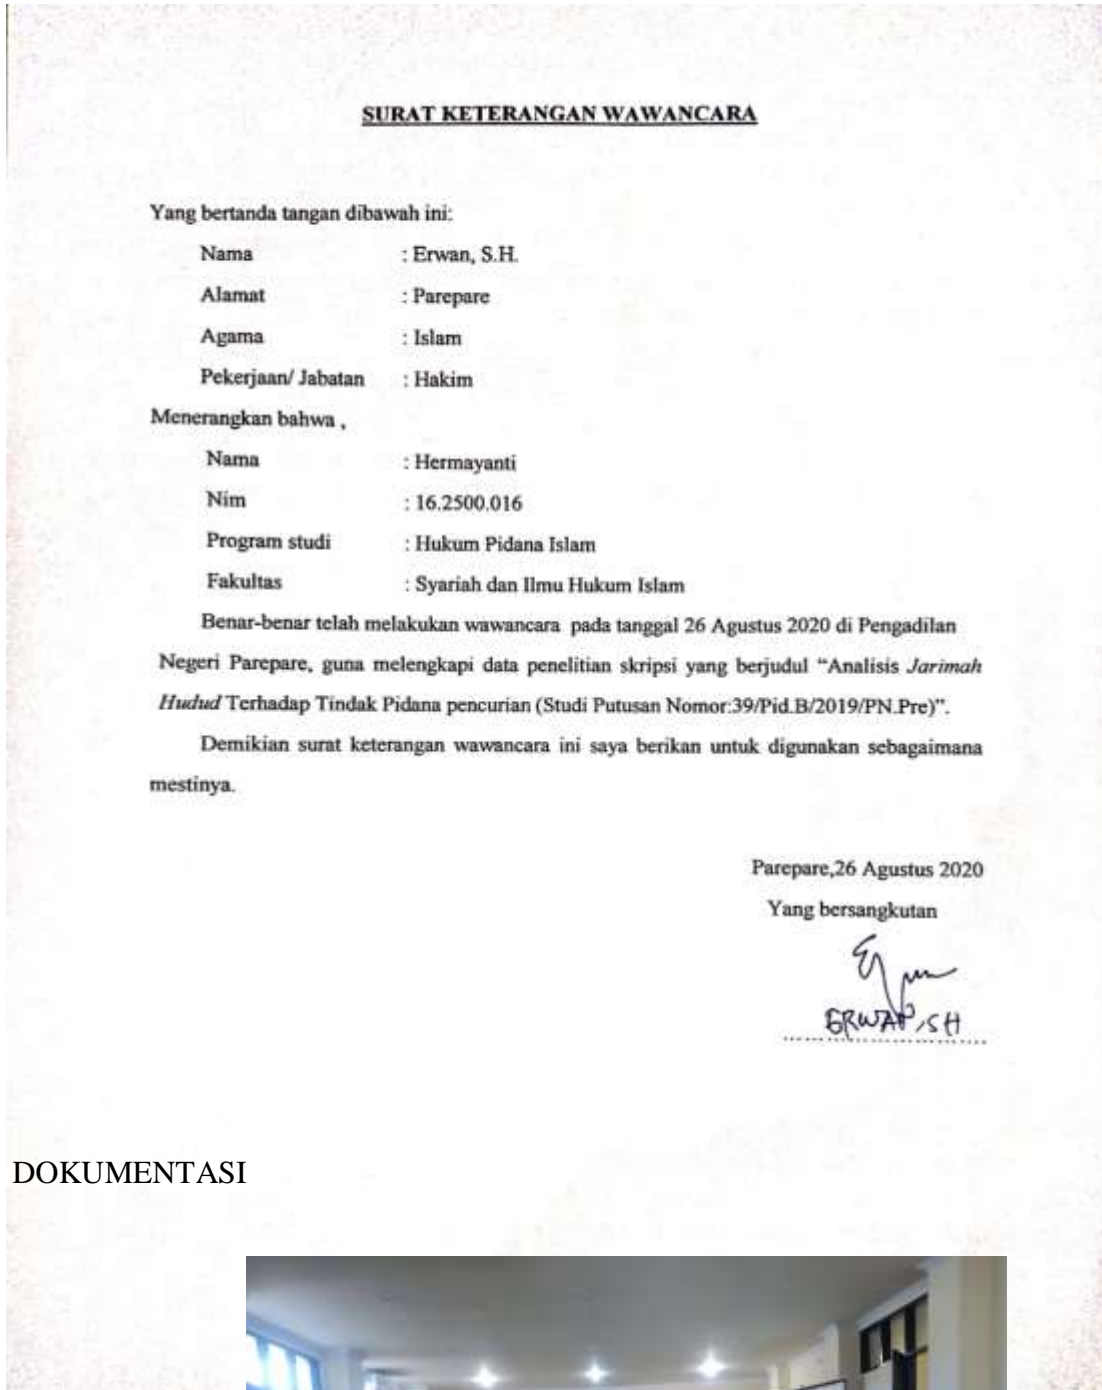 SURAT KETERANGAN WAWANCARA
Yang bertanda tangan dibawah ini:
Nama : Erwan, S.H.
Alamat : Parepare
Agama : Islam
Pekerjaan/ Jabatan : Hakim
Menerangkan bahwa ,
Nama : Hermayanti
Nim : 16.2500.016
Program studi : Hukum Pidana Islam
Fakultas : Syariah dan Ilmu Hukum Islam
Benar-benar telah melakukan wawancara pada tanggal 26 Agustus 2020 di Pengadilan
Negeri Parepare, guna melengkapi data penelitian skripsi yang berjudul “Analisis Jarimah
Hudud Terhadap Tindak Pidana pencurian (Studi Putusan Nomor:39/Pid.B/2019/PN.Pre)”.
Demikian surat keterangan wawancara ini saya berikan untuk digunakan sebagaimana
mestinya.
Parepare,26 Agustus 2020
Yang bersangkutan
ERWAN, SH
DOKUMENTASI